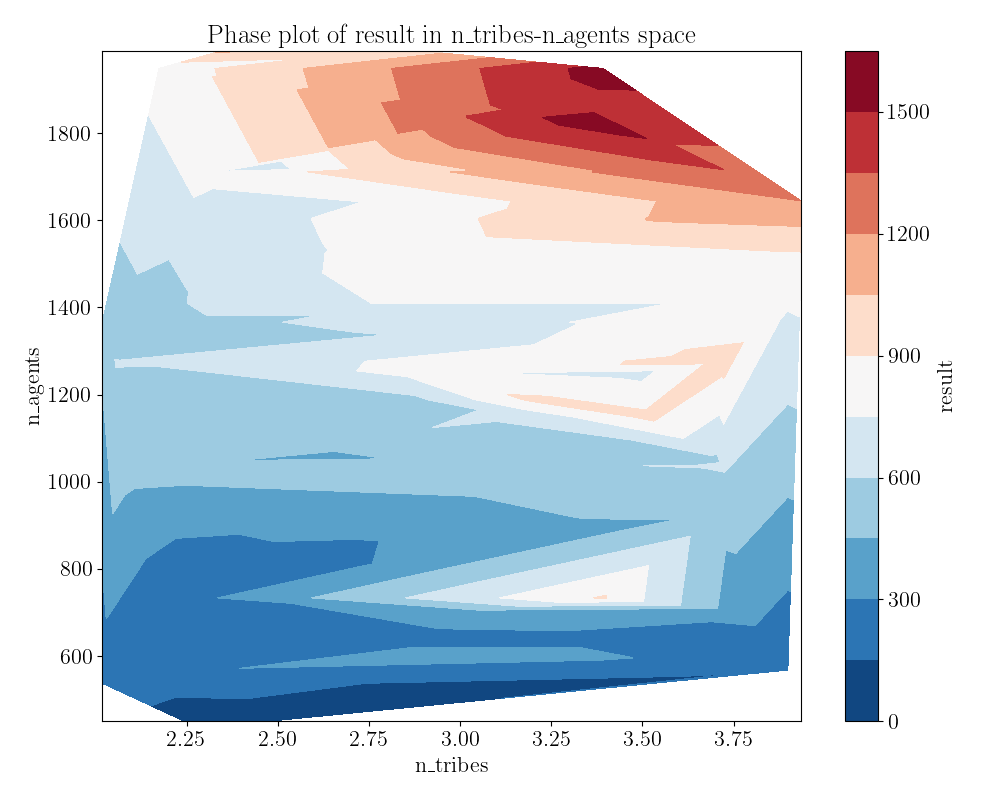 Phase plot of result in n_tribes-n_agents space
1800
1600
1400
1200
1000
800
600
n_agents
2.25 2.50 2.75 3.00 3.25 3.50 3.75
n_tribes
1500
1200
900
600
300
0
result